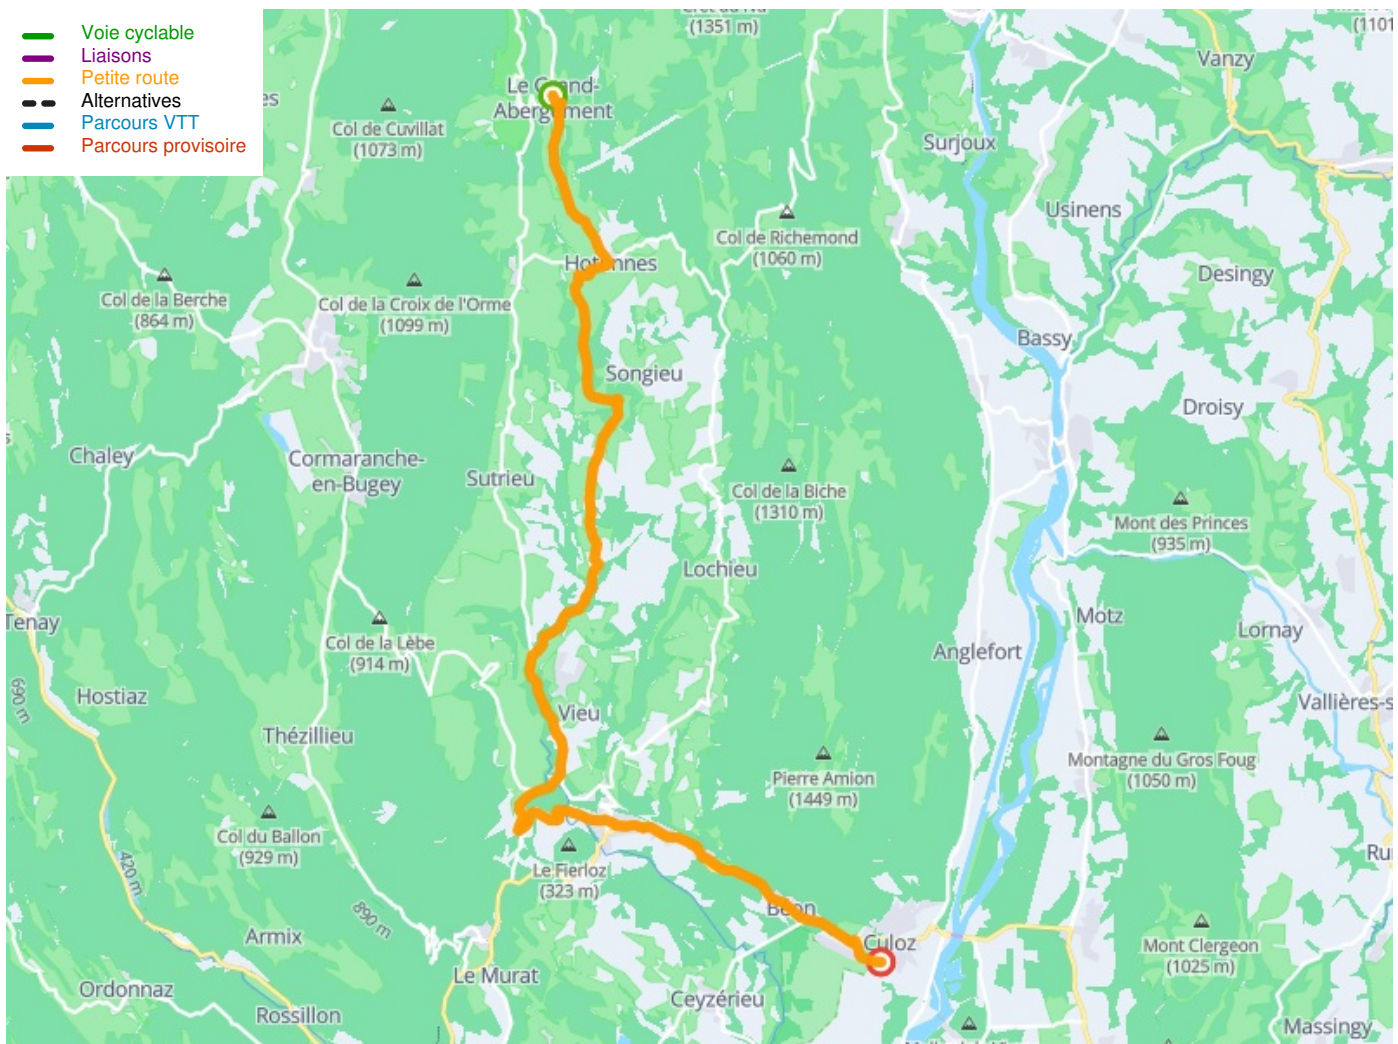 Voie cyclable
Liaisons
Petite route
Alternatives
Parcours VTT
Parcours provisoire
(1351 m)
(1101
Vanzy
Le Grand-
Abergement
es
Col de Cuvillat
(1073 m)
Surjoux
Usinens
Col de Richemond
(1060 m)
Hotonnes
Desingy
Col de la Berche
(864 m)
Col de la Croix de l'Orme
(1099 m)
Bassy
Songieu
Droisy
Chaley
Cormaranche-
en-Bugey
Sutrieu
Col de la Biche
(1310 m)
Mont des Princes
(935 m)
Lochieu
Tenay
Motz
Lornay
Col de la Lèbe
(914 m)
Anglefort
690 m
Hostiaz
Vallières-s
Vieu
Thézillieu
Montagne du Gros Foug
(1050 m)
Pierre Amion
(1449 m)
Col du Ballon
(929 m)
Ru
420 m
Le Fierloz
(323 m)
890 m
Béon
Armix
Culoz
Mont Clergeon
(1025 m)
Le Murat
Ordonnaz
Ceyzérieu
Rossillon
Massingy